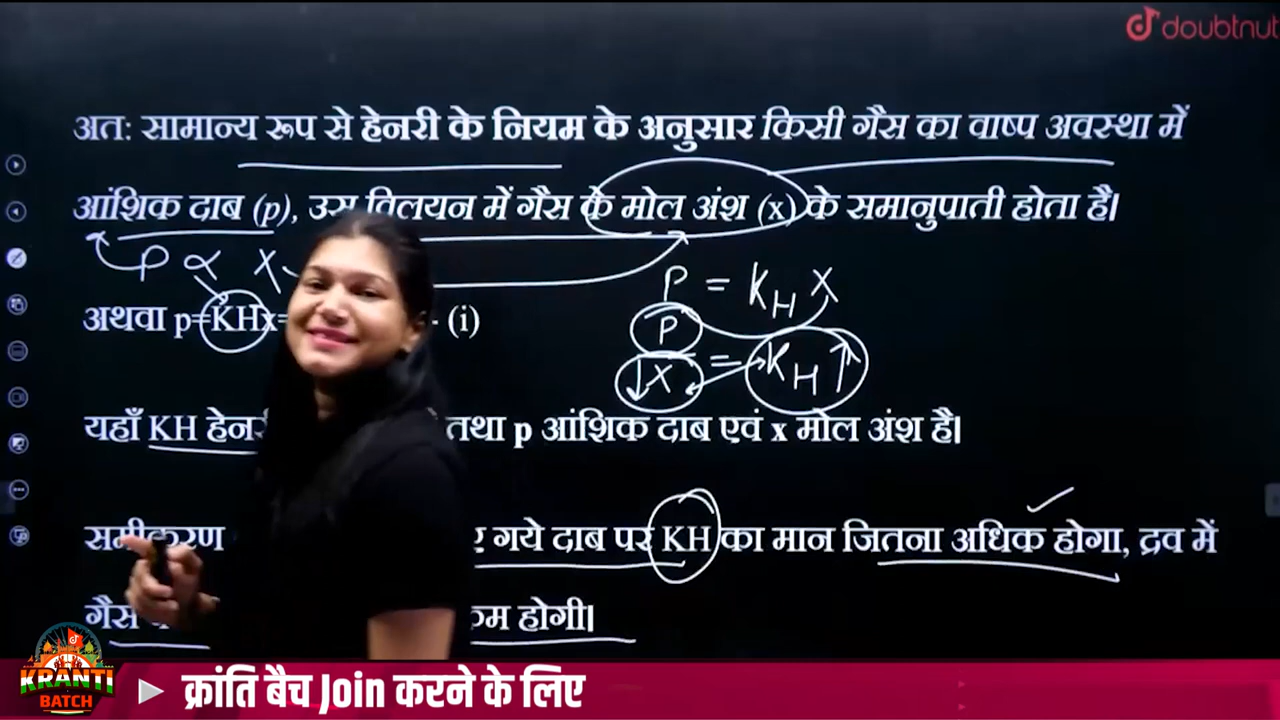 doubtnut
अतः सामान्य रूप से हेनरी के नियम के अनुसार किसी गैस का वाष्प अवस्था में
आंशिक दाब (p), उस विलयन में गैस के मोल अंश (x) के समानुपाती होता है।
P ∝ X
P = KH X
अथवा p=KHx= - (i)
P
X = KH ↑
यहाँ KH तथा p आंशिक दाब एवं x मोल अंश है।
समीकरण गये दाब पर KH का मान जितना अधिक होगा, द्रव में
गैस होगी।
KRANTI
BATCH
क्रांति बैच Join करने के लिए